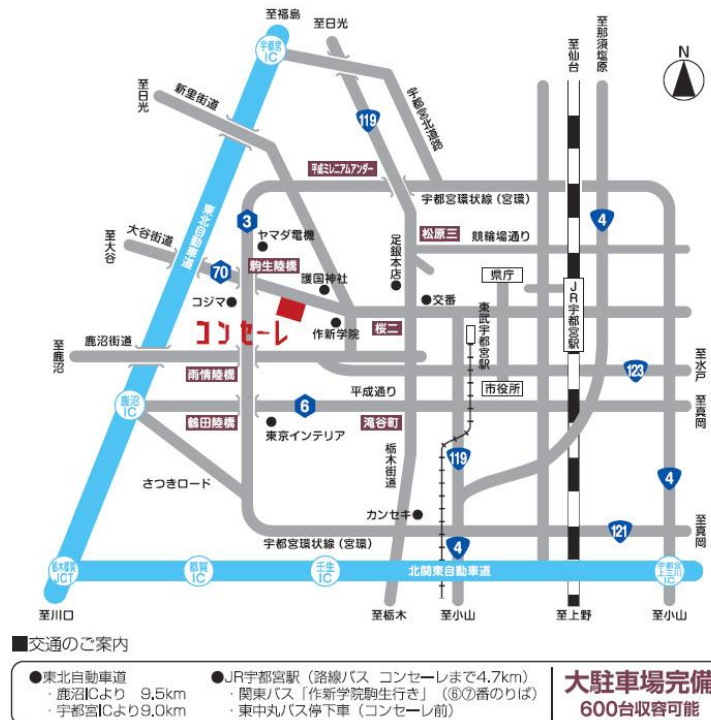 至福島
至日光
至仙台
至那須塩原
N
宇都宮
IC
新里街道
至日光
119
宇都宮北道路
平成ミレニアムアンダー
宇都宮環状線(宮環)
4
3
東北自動車道
ヤマダ電機
松原三
競輪場通り
大谷街道
至大谷
駒生陸橋
足銀本店
70
護国神社
県庁
コジマ
交番
JR宇都宮駅
コンセーレ
作新学院
桜二
東武宇都宮駅
鹿沼街道
至鹿沼
雨情陸橋
123
至水戸
平成通り
市役所
鹿沼
IC
6
至真岡
鶴田陸橋
東京インテリア
滝谷町
栃木街道
さつきロード
119
4
カンセキ
121
至真岡
宇都宮環状線(宮環)
4
栃木都賀
JCT
都賀
IC
壬生
IC
北関東自動車道
宇都宮
上三川
IC
至川口
至栃木
至小山
至上野
至小山
■交通のご案内
●東北自動車道
・鹿沼ICより 9.5km
・宇都宮ICより9.0km
●JR宇都宮駅(路線バス コンセーレまで4.7km)
・関東バス「作新学院駒生行き」(⑥⑦番のりば)
・東中丸バス停下車(コンセーレ前)
大駐車場完備
600台収容可能